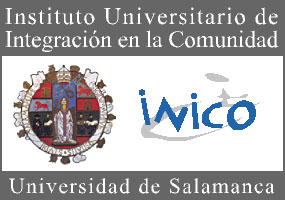 Instituto Universitario de
Integración en la Comunidad
inico
Universidad de Salamanca